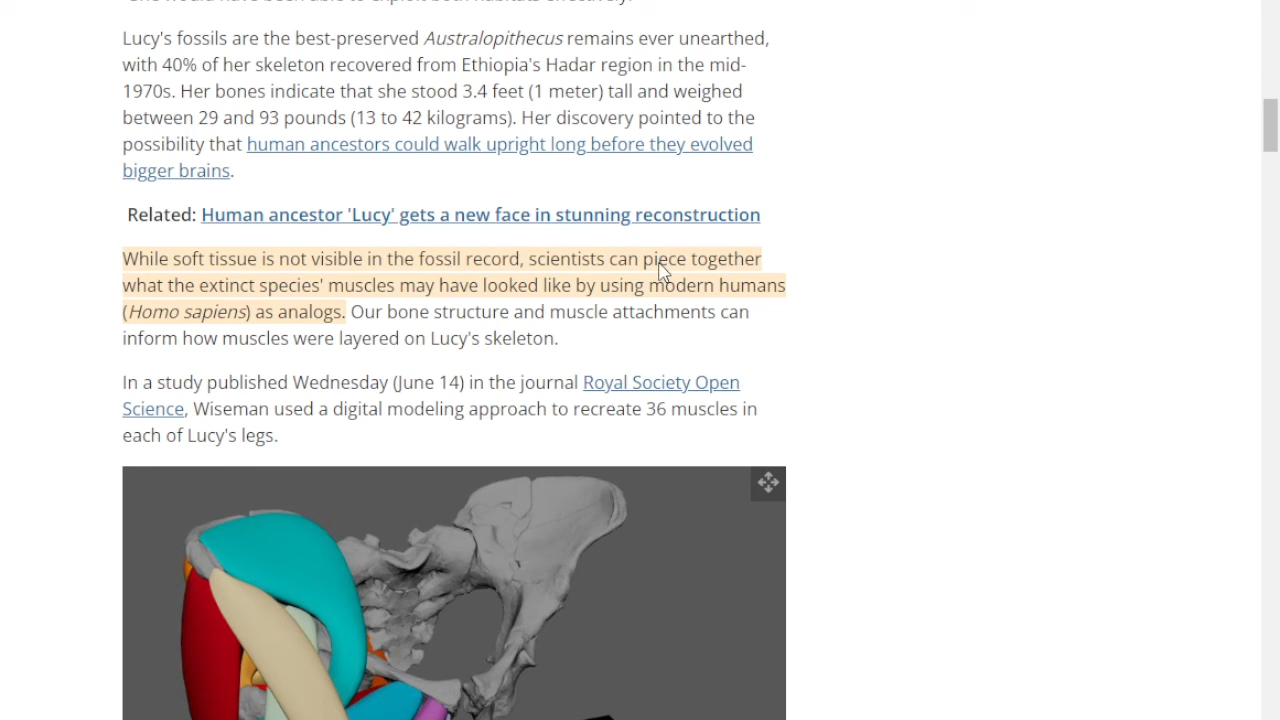 Lucy's fossils are the best-preserved Australopithecus remains ever unearthed,
with 40% of her skeleton recovered from Ethiopia's Hadar region in the mid-
1970s. Her bones indicate that she stood 3.4 feet (1 meter) tall and weighed
between 29 and 93 pounds (13 to 42 kilograms). Her discovery pointed to the
possibility that human ancestors could walk upright long before they evolved
bigger brains.
Related: Human ancestor 'Lucy' gets a new face in stunning reconstruction
While soft tissue is not visible in the fossil record, scientists can piece together
what the extinct species' muscles may have looked like by using modern humans
(Homo sapiens) as analogs. Our bone structure and muscle attachments can
inform how muscles were layered on Lucy's skeleton.
In a study published Wednesday (June 14) in the journal Royal Society Open
Science, Wiseman used a digital modeling approach to recreate 36 muscles in
each of Lucy's legs.